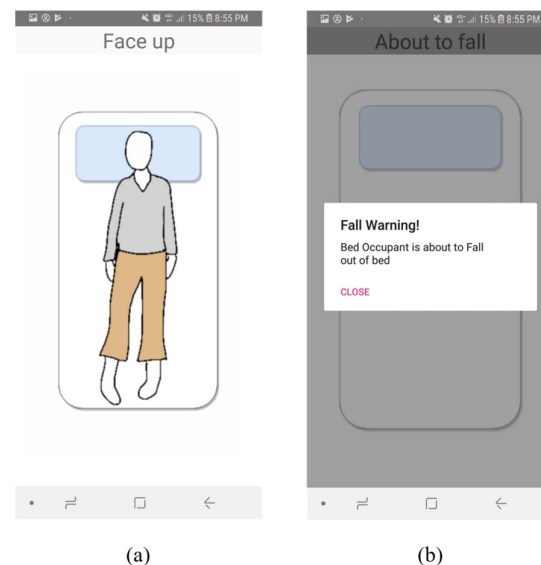 15% 8:55 PM
Face up
(a)
15% 8:55 PM
About to fall
Fall Warning!
Bed Occupant is about to Fall
out of bed
CLOSE
(b)